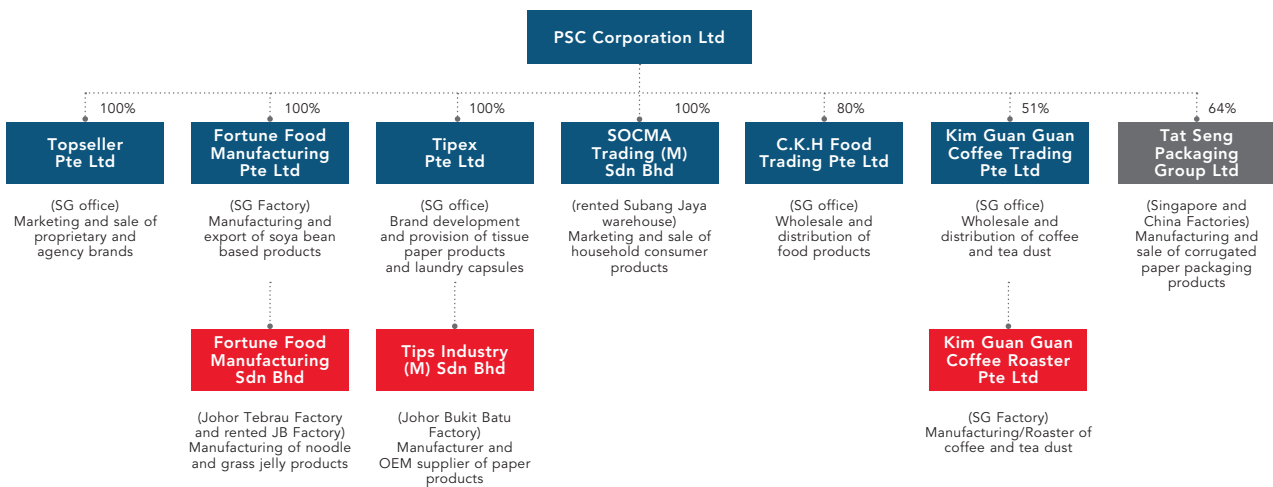 PSC Corporation Ltd
100%
Topseller
Pte Ltd
(SG office)
Marketing and sale of
proprietary and
agency brands
100%
Fortune Food
Manufacturing
Pte Ltd
(SG Factory)
Manufacturing and
export of soya bean
based products
Fortune Food
Manufacturing
Sdn Bhd
(Johor Tebrau Factory
and rented JB Factory)
Manufacturing of noodle
and grass jelly products
100%
Tipex
Pte Ltd
(SG office)
Brand development
and provision of tissue
paper products
and laundry capsules
Tips Industry
(M) Sdn Bhd
(Johor Bukit Batu
Factory)
Manufacturer and
OEM supplier of paper
products
100%
SOCMA
Trading (M)
Sdn Bhd
(rented Subang Jaya
warehouse)
Marketing and sale of
household consumer
products
80%
C.K.H Food
Trading Pte Ltd
(SG office)
Wholesale and
distribution of
food products
51%
Kim Guan Guan
Coffee Trading
Pte Ltd
(SG office)
Wholesale and
distribution of coffee
and tea dust
Kim Guan Guan
Coffee Roaster
Pte Ltd
(SG Factory)
Manufacturing/Roaster of
coffee and tea dust
64%
Tat Seng
Packaging
Group Ltd
(Singapore and
China Factories)
Manufacturing and
sale of corrugated
paper packaging
products